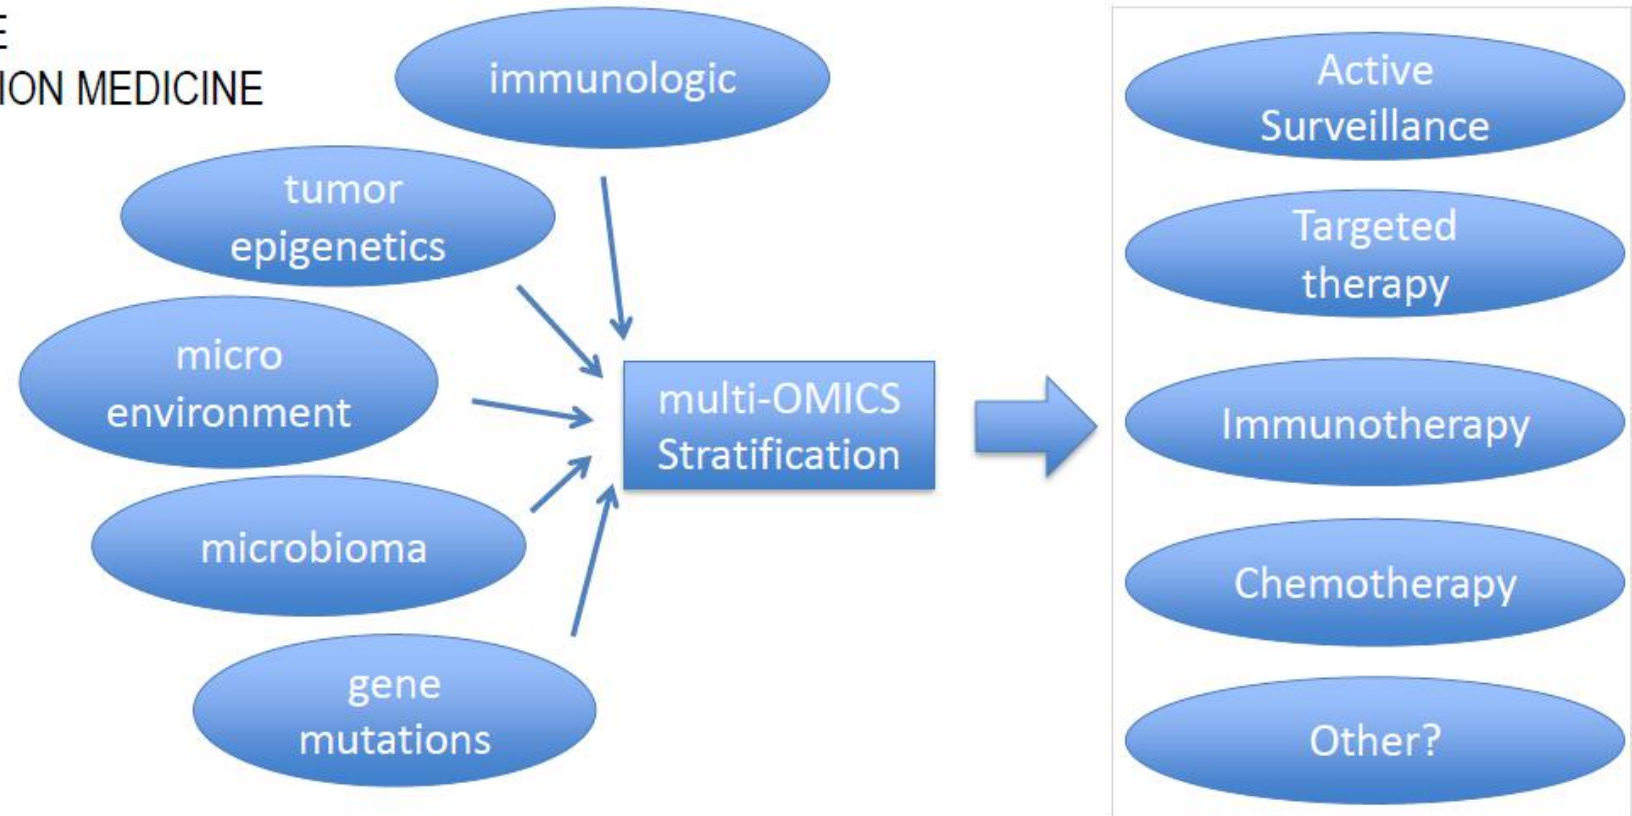 E
ION MEDICINE
immunologic
tumor
epigenetics
micro
environment
microbioma
gene
mutations
multi-OMICS
Stratification
Active
Surveillance
Targeted
therapy
Immunotherapy
Chemotherapy
Other?